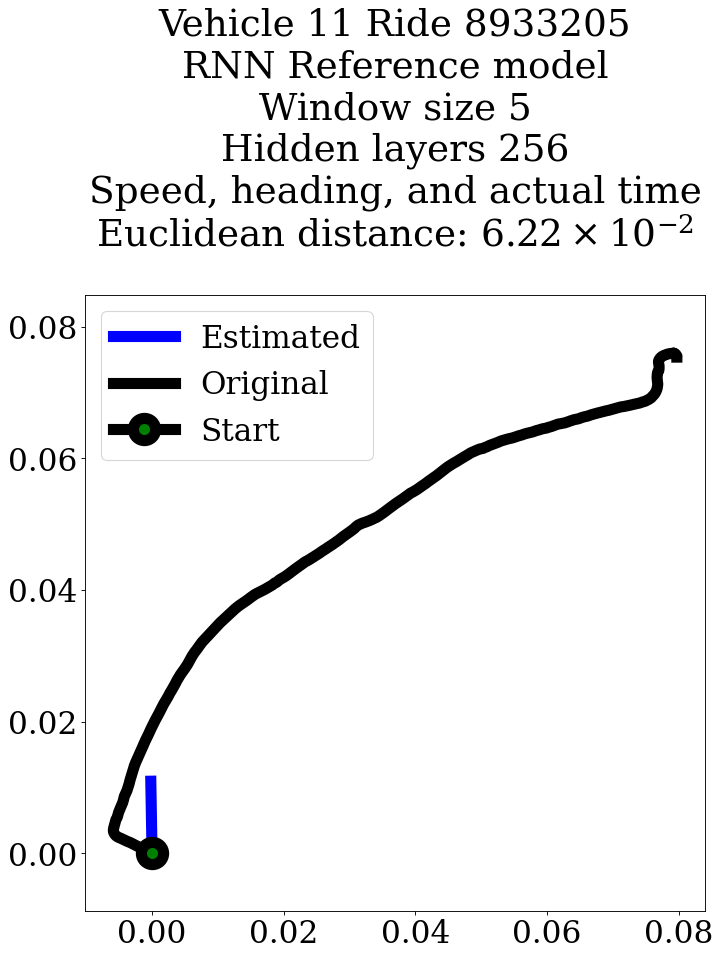 Vehicle 11 Ride 8933205
RNN Reference model
Window size 5
Hidden layers 256
Speed, heading, and actual time
Euclidean distance: 6.22 × 10⁻²
Estimated
Original
Start
0.08
0.06
0.04
0.02
0.00
0.00 0.02 0.04 0.06 0.08